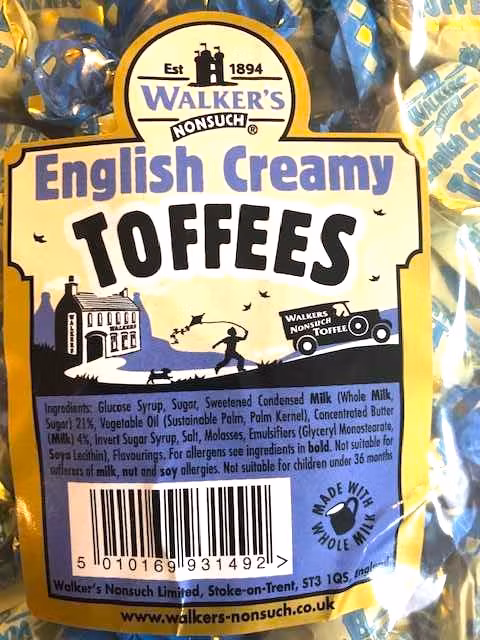 Est 1894
WALKER'S
NONSUCH ®
English Creamy
TOFFEES
WALKERS
WALKERS
WALKERS
NONSUCH
TOFFEE
Ingredients: Glucose Syrup, Sugar, Sweetened Condensed Milk (Whole Milk,
Sugar) 21%, Vegetable Oil (Sustainable Palm, Palm Kernel), Concentrated Butter
(Milk) 4%, Invert Sugar Syrup, Salt, Molasses, Emulsifiers (Glyceryl Monostearate,
Soya Lecithin), Flavourings. For allergens see ingredients in bold. Not suitable for
sufferers of milk, nut and soy allergies. Not suitable for children under 36 months
MADE WITH
WHOLE MILK
5 010169 931492 >
Walker's Nonsuch Limited, Stoke-on-Trent, ST3 1QS, England
www.walkers-nonsuch.co.uk